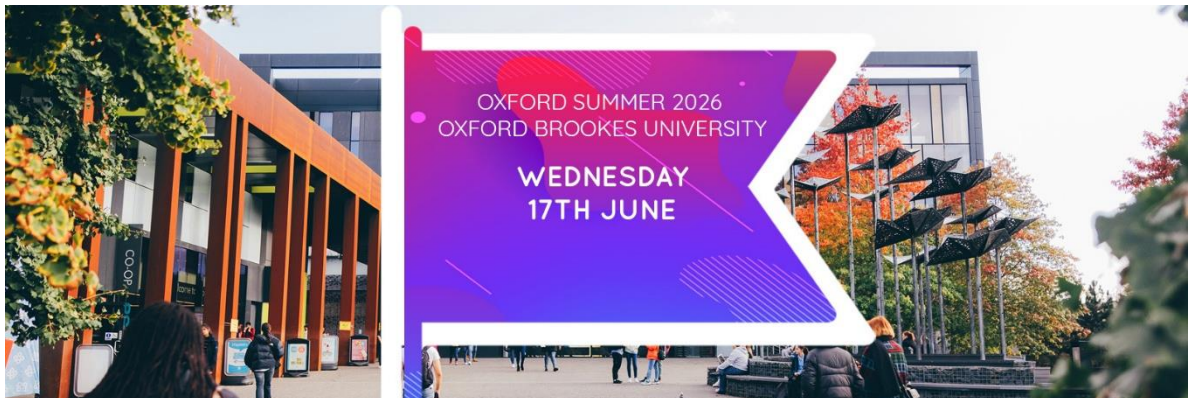 OXFORD SUMMER 2026
OXFORD BROOKES UNIVERSITY
WEDNESDAY
17TH JUNE
CO-OP